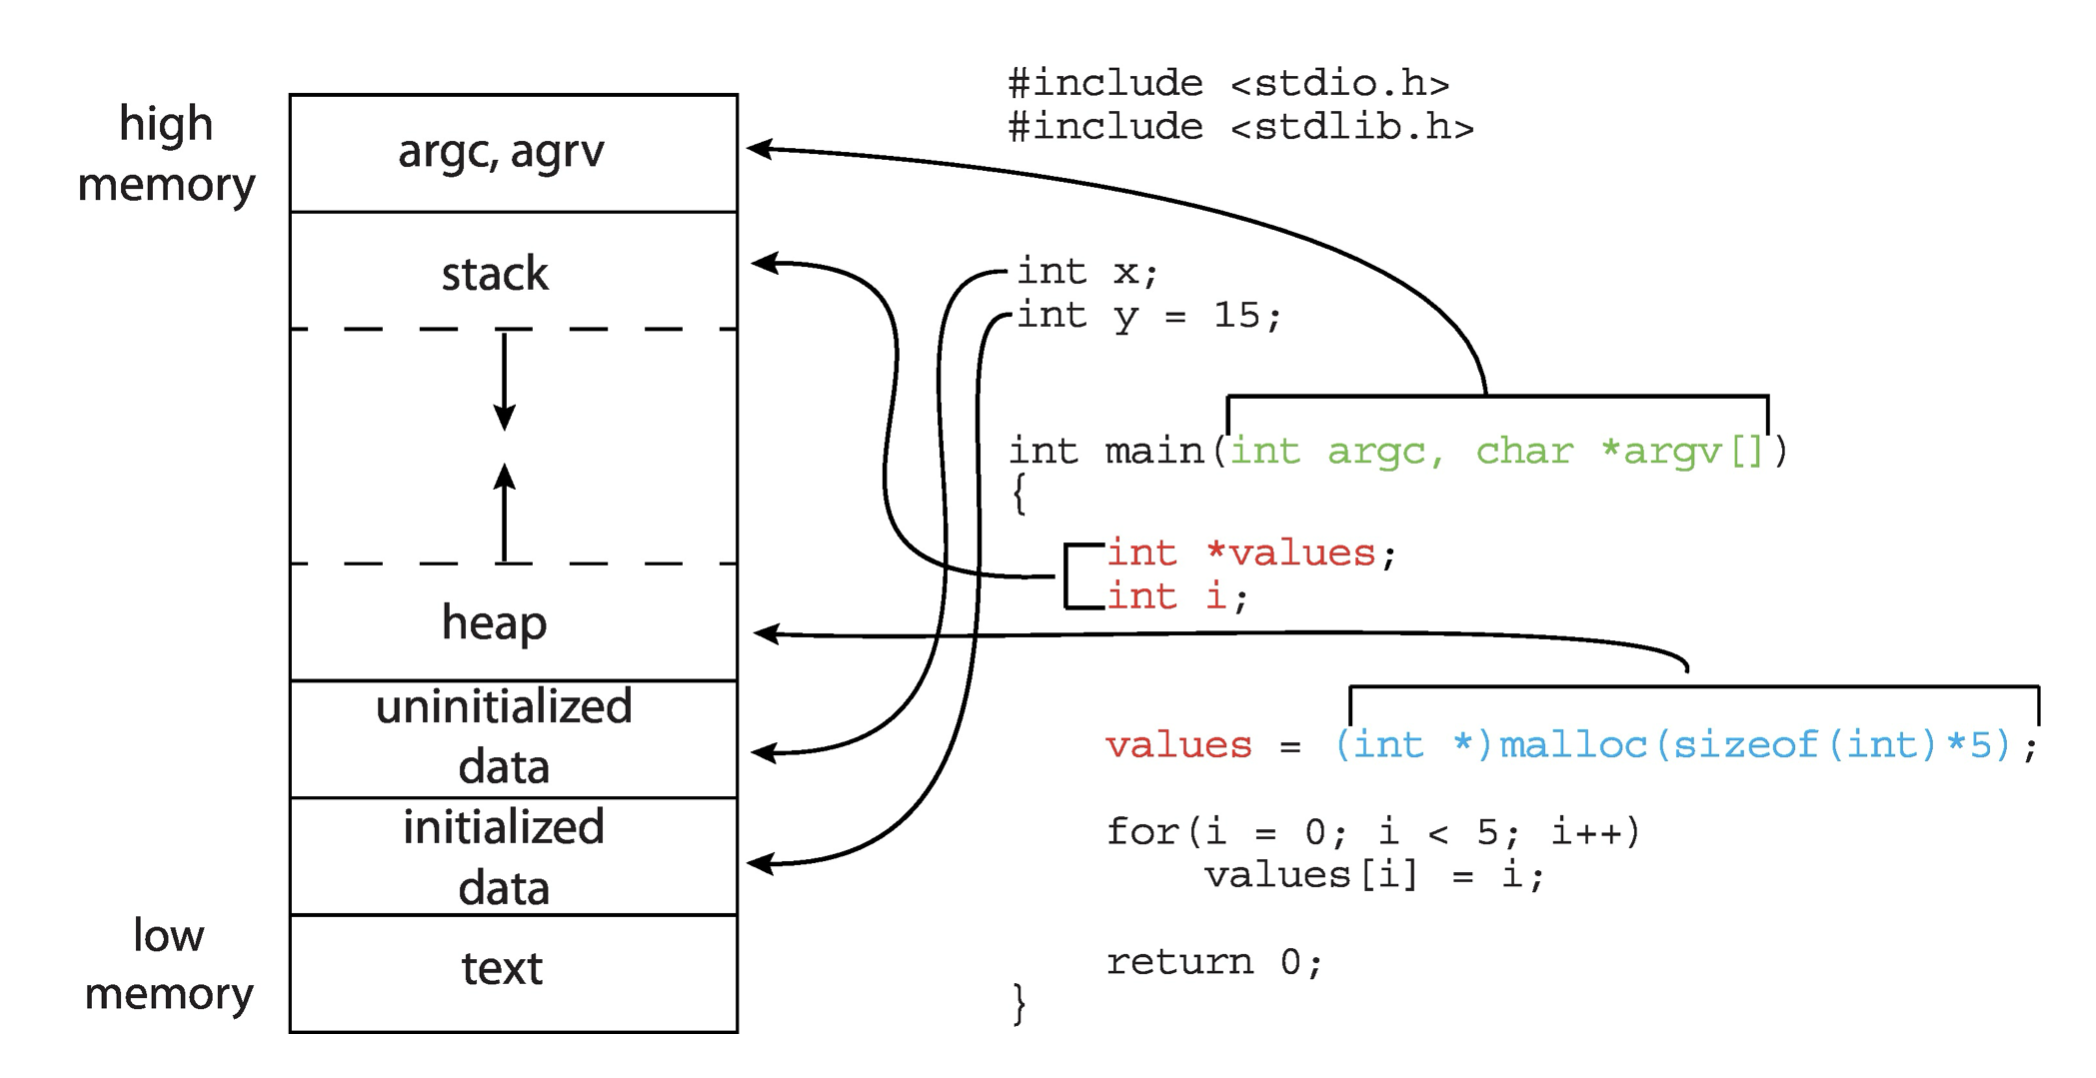 high
memory
argc, agrv
stack
heap
uninitialized
data
initialized
data
low
memory
text
#include <stdio.h>
#include <stdlib.h>
int x;
int y = 15;
int main(int argc, char *argv[])
{
int *values;
int i;
values = (int *)malloc(sizeof(int)*5);
for(i = 0; i < 5; i++)
values[i] = i;
return 0;
}